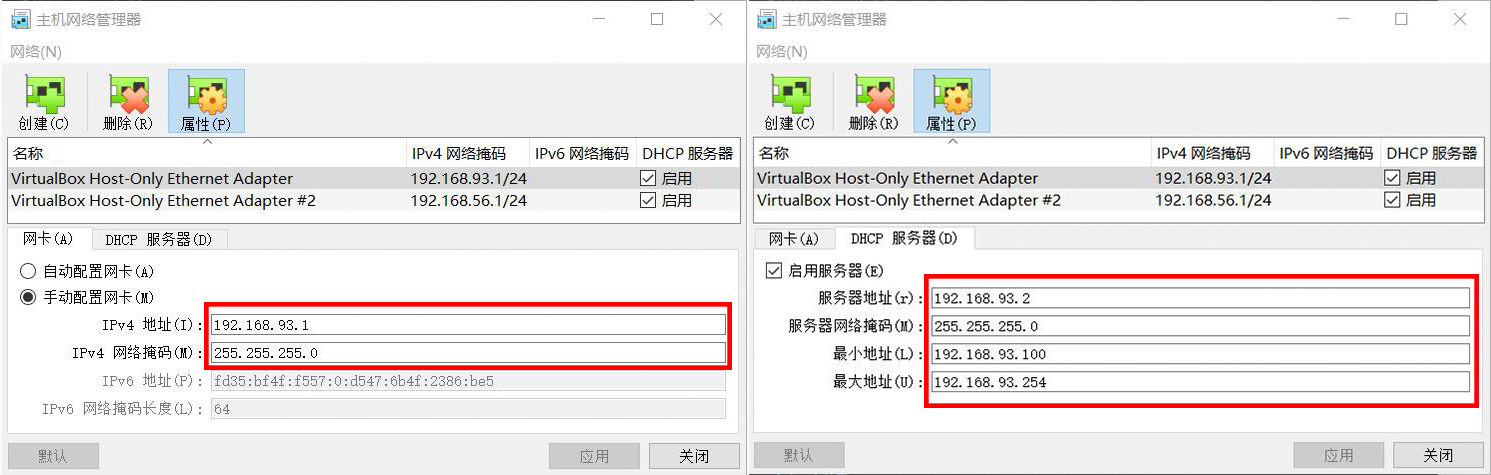 主机网络管理器
网络(N)
创建(C) 删除(R) 属性(P)
名称 IPv4 网络掩码 IPv6 网络掩码 DHCP 服务器
VirtualBox Host-Only Ethernet Adapter 192.168.93.1/24 启用
VirtualBox Host-Only Ethernet Adapter #2 192.168.56.1/24 启用
网卡(A) DHCP 服务器(D)
自动配置网卡(A)
手动配置网卡(M)
IPv4 地址(I): 192.168.93.1
IPv4 网络掩码(M): 255.255.255.0
IPv6 地址(P): fd35:bf4f:f557:0:d547:6b4f:2386:be5
IPv6 网络掩码长度(L): 64
默认 应用 关闭
主机网络管理器
网络(N)
创建(C) 删除(R) 属性(P)
名称 IPv4 网络掩码 IPv6 网络掩码 DHCP 服务器
VirtualBox Host-Only Ethernet Adapter 192.168.93.1/24 启用
VirtualBox Host-Only Ethernet Adapter #2 192.168.56.1/24 启用
网卡(A) DHCP 服务器(D)
启用服务器(E)
服务器地址(r): 192.168.93.2
服务器网络掩码(M): 255.255.255.0
最小地址(L): 192.168.93.100
最大地址(U): 192.168.93.254
默认 应用 关闭